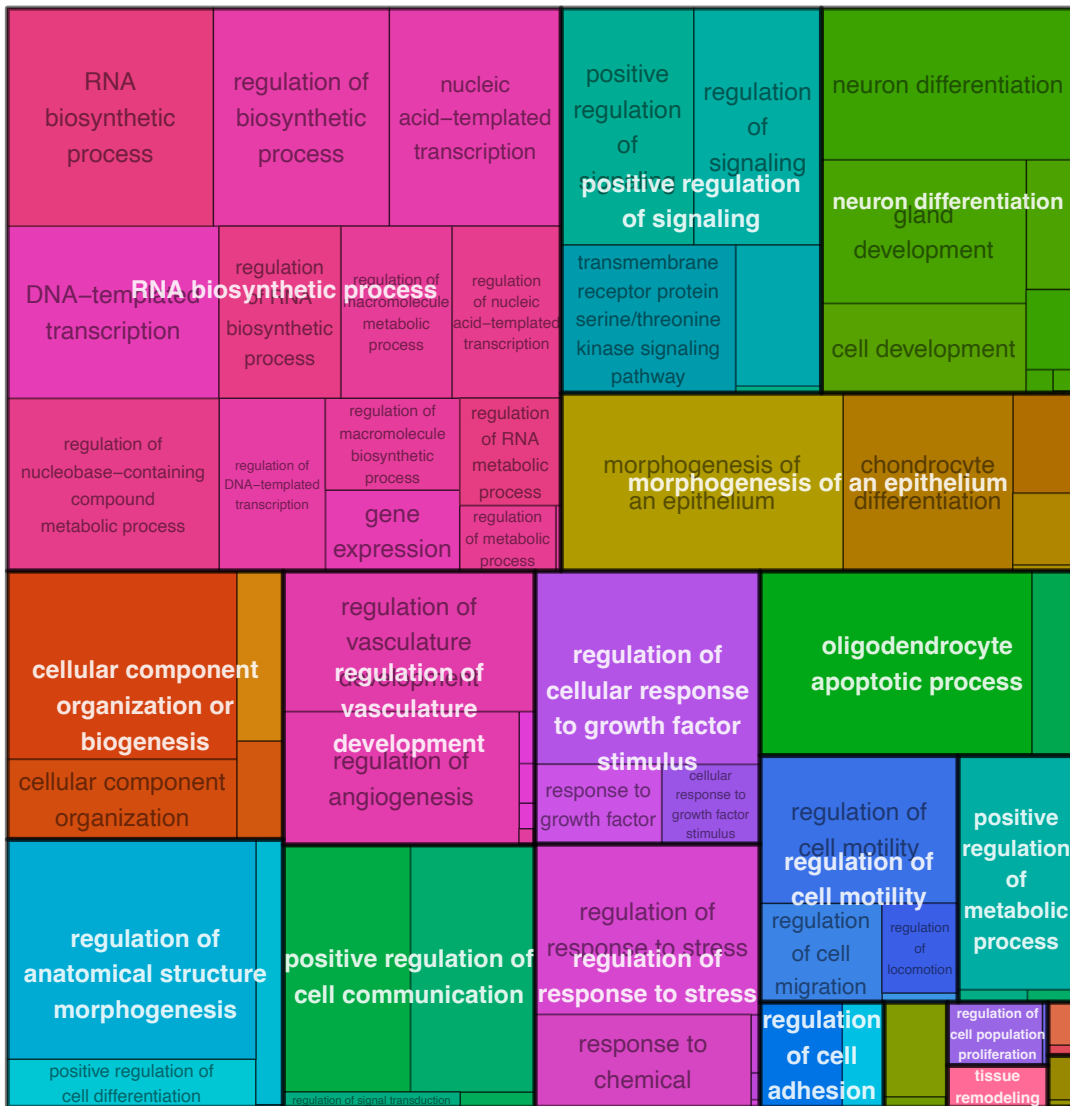 RNA
biosynthetic
process
regulation of
biosynthetic
process
nucleic
acid−templated
transcription
DNA−templated
transcription
regulation
of RNA
biosynthetic
process
regulation of
macromolecule
metabolic
process
regulation
of nucleic
acid−templated
transcription
RNA biosynthetic process
regulation of
nucleobase−containing
compound
metabolic process
regulation of
DNA−templated
transcription
regulation of
macromolecule
biosynthetic
process
gene
expression
regulation
of RNA
metabolic
process
regulation
of metabolic
process
positive
regulation
of
signaling
regulation
of
signaling
positive regulation
of signaling
transmembrane
receptor protein
serine/threonine
kinase signaling
pathway
neuron differentiation
neuron differentiation
gland
development
cell development
morphogenesis of
an epithelium
chondrocyte
differentiation
morphogenesis of an epithelium
cellular component
organization or
biogenesis
cellular component
organization
regulation of
vasculature
development
regulation of
vasculature
development
regulation of
angiogenesis
regulation of
cellular response
to growth factor
stimulus
response to
growth factor
cellular
response to
growth factor
stimulus
oligodendrocyte
apoptotic process
regulation of
cell motility
regulation of
cell motility
regulation
of cell
migration
regulation
of
locomotion
positive
regulation
of
metabolic
process
regulation of
anatomical structure
morphogenesis
positive regulation of
cell differentiation
positive regulation of
cell communication
regulation of signal transduction
regulation of
response to stress
regulation of
response to stress
response to
chemical
regulation
of cell
adhesion
regulation of
cell population
proliferation
tissue
remodeling